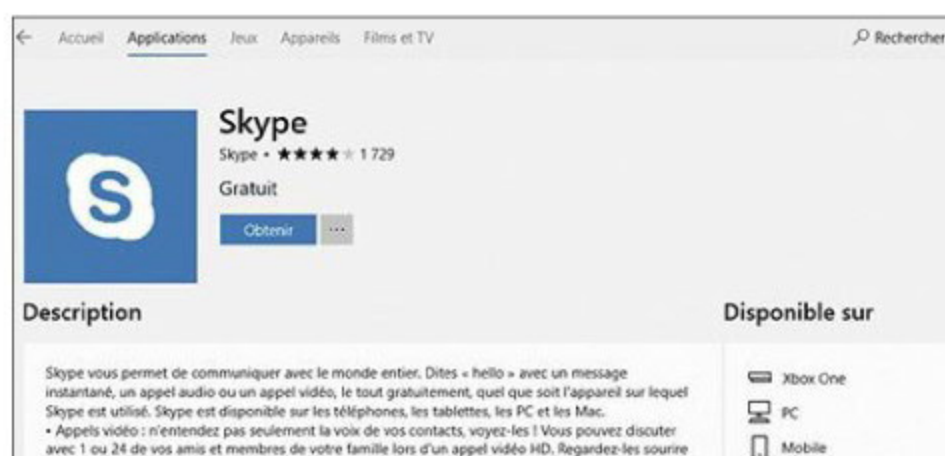 Accueil Applications Jeux Appareils Films et TV Rechercher
Skype
Skype • ★★★★★ 1 729
Gratuit
Obtenir ...
Description
Disponible sur
Skype vous permet de communiquer avec le monde entier. Dites « hello » avec un message
instantané, un appel audio ou un appel vidéo, le tout gratuitement, quel que soit l'appareil sur lequel
Skype est utilisé. Skype est disponible sur les téléphones, les tablettes, les PC et les Mac.
• Appels vidéo : n'entendez pas seulement la voix de vos contacts, voyez-les ! Vous pouvez discuter
avec 1 ou 24 de vos amis et membres de votre famille lors d'un appel vidéo HD. Regardez-les sourire
Xbox One
PC
Mobile